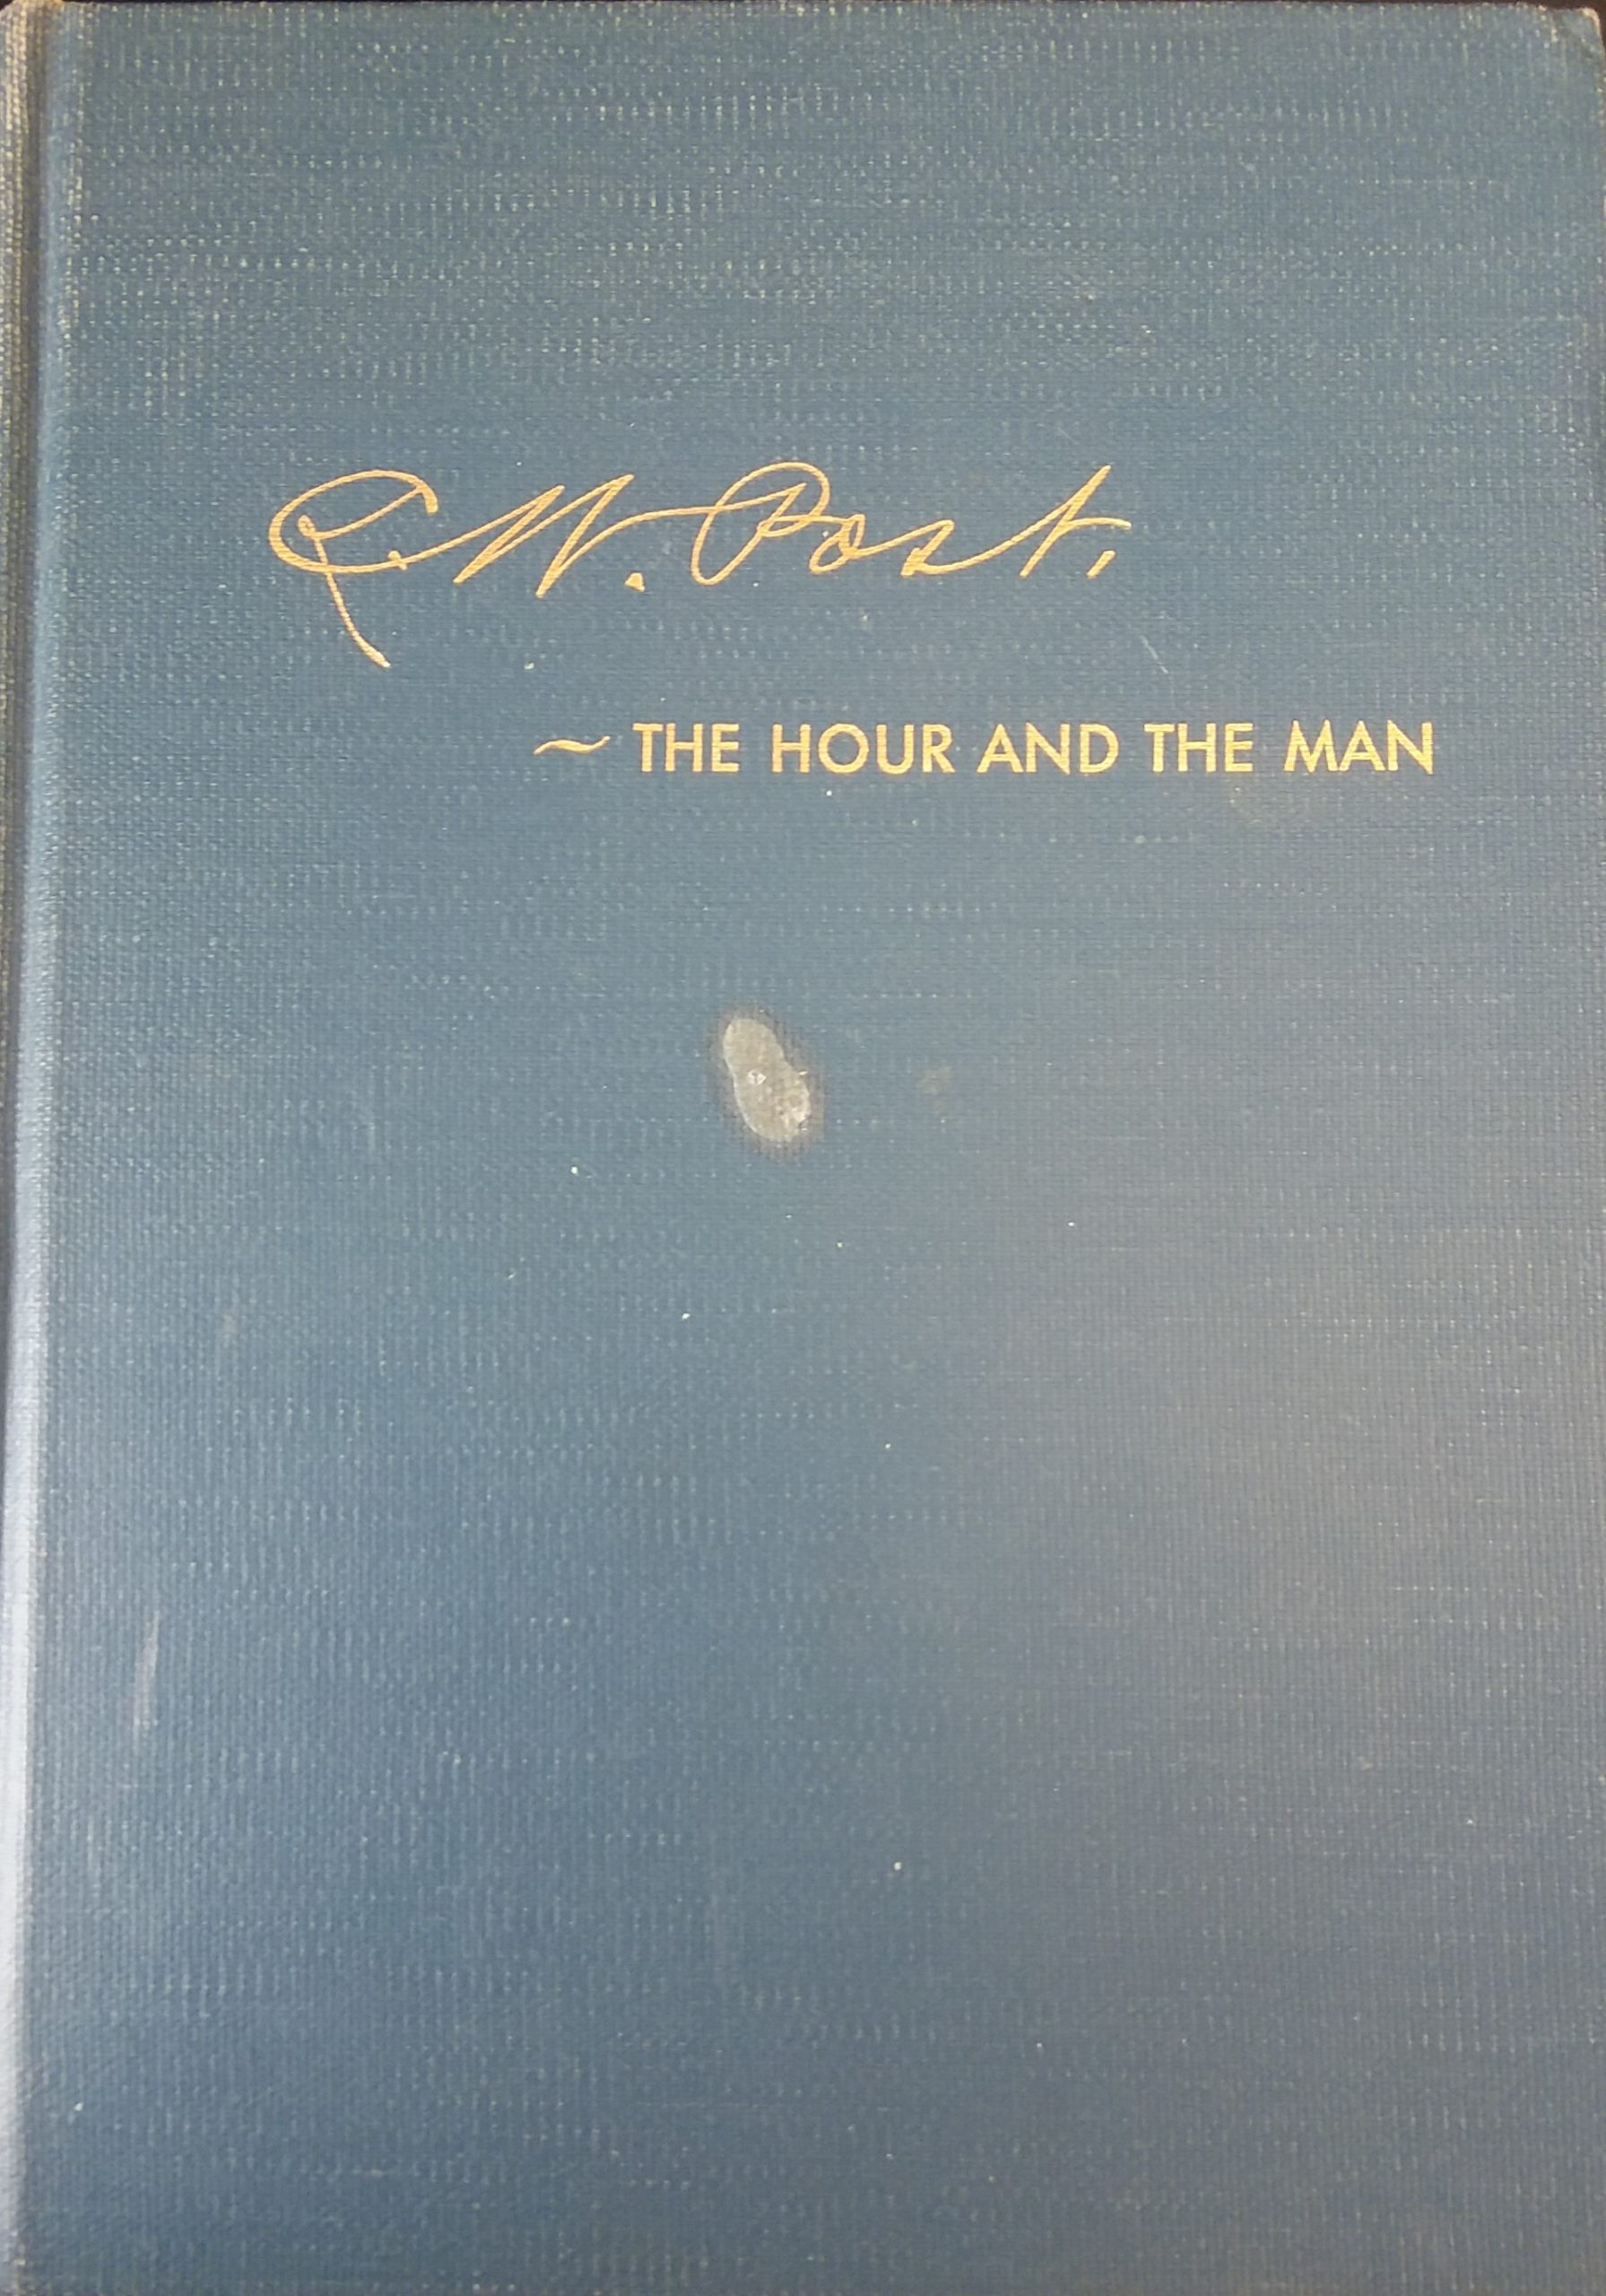 C.W. Post.
~ THE HOUR AND THE MAN